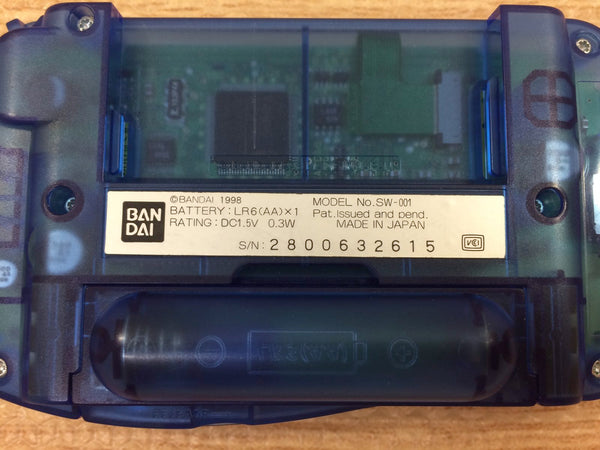 BAN
DAI
©BANDAI 1998
BATTERY: LR6(AA)×1
RATING: DC1.5V 0.3W
MODEL No.SW-001
Pat.Issued and pend.
MADE IN JAPAN
S/N: 2800632615
VCI